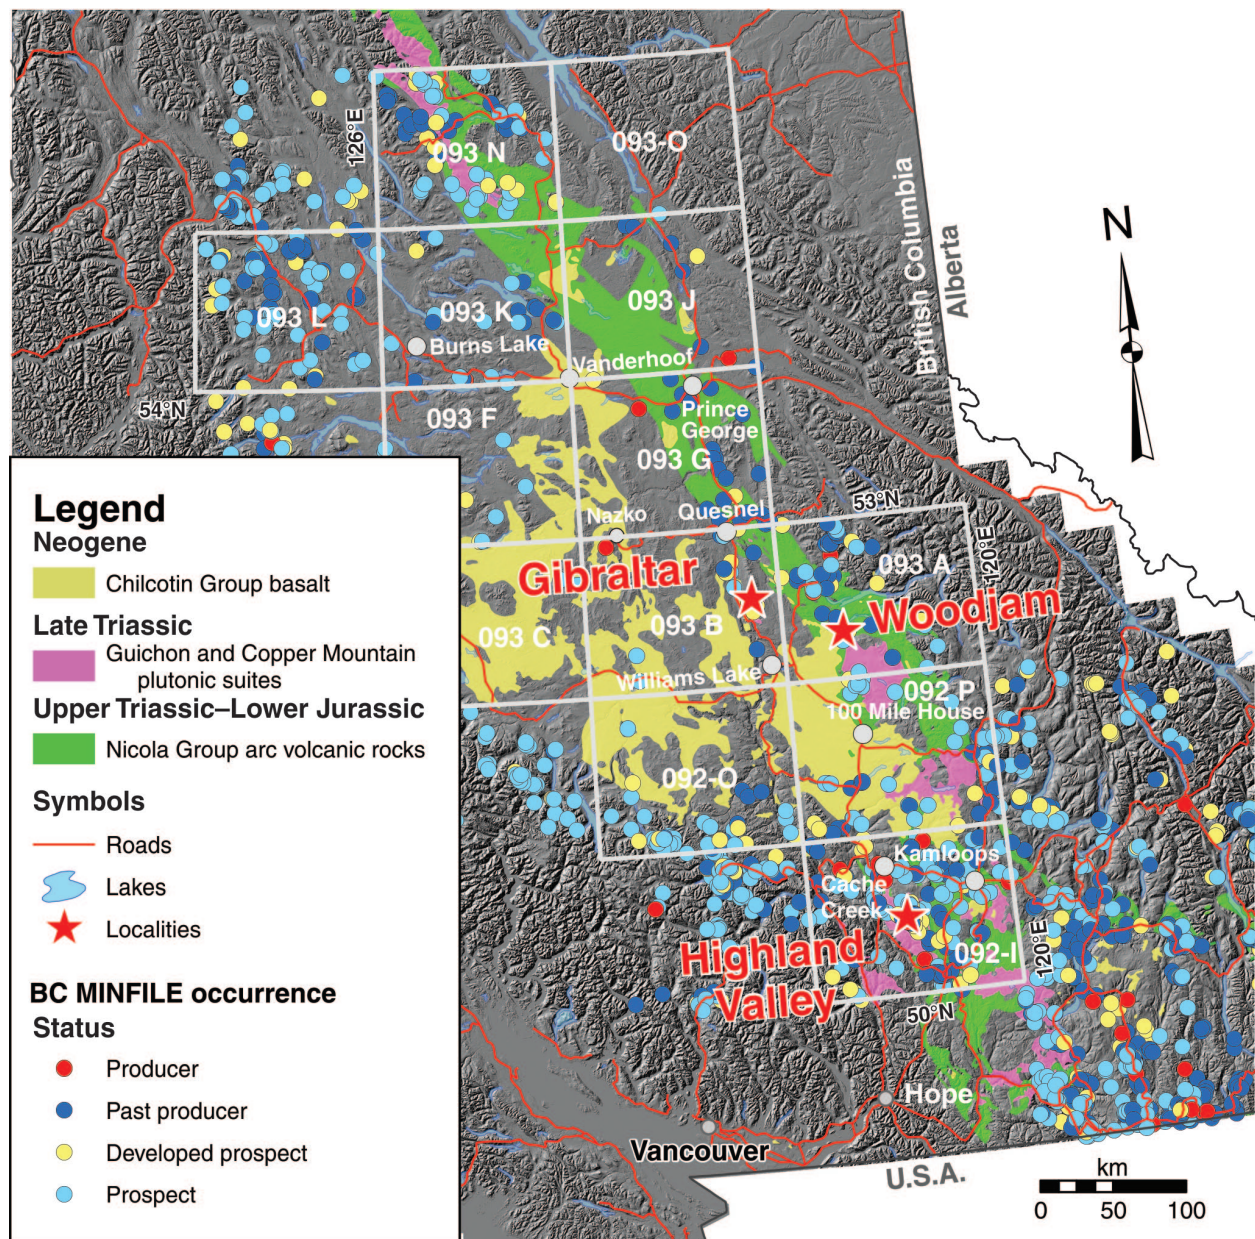 126°E
093 N
093-O
British Columbia
Alberta
N
093 L
093 K
093 J
Burns Lake
Vanderhoof
54°N
093 F
Prince
George
093 G
53°N
Nazko
Quesnel
120°E
Gibraltar
093 A
Woodjam
093 C
093 B
Williams Lake
092 P
100 Mile House
092-O
Kamloops
Cache
Creek
Highland
Valley
092-I
120°E
50°N
Hope
Vancouver
U.S.A.
km
0 50 100
Legend
Neogene
Chilcotin Group basalt
Late Triassic
Guichon and Copper Mountain
plutonic suites
Upper Triassic–Lower Jurassic
Nicola Group arc volcanic rocks
Symbols
Roads
Lakes
Localities
BC MINFILE occurrence
Status
Producer
Past producer
Developed prospect
Prospect